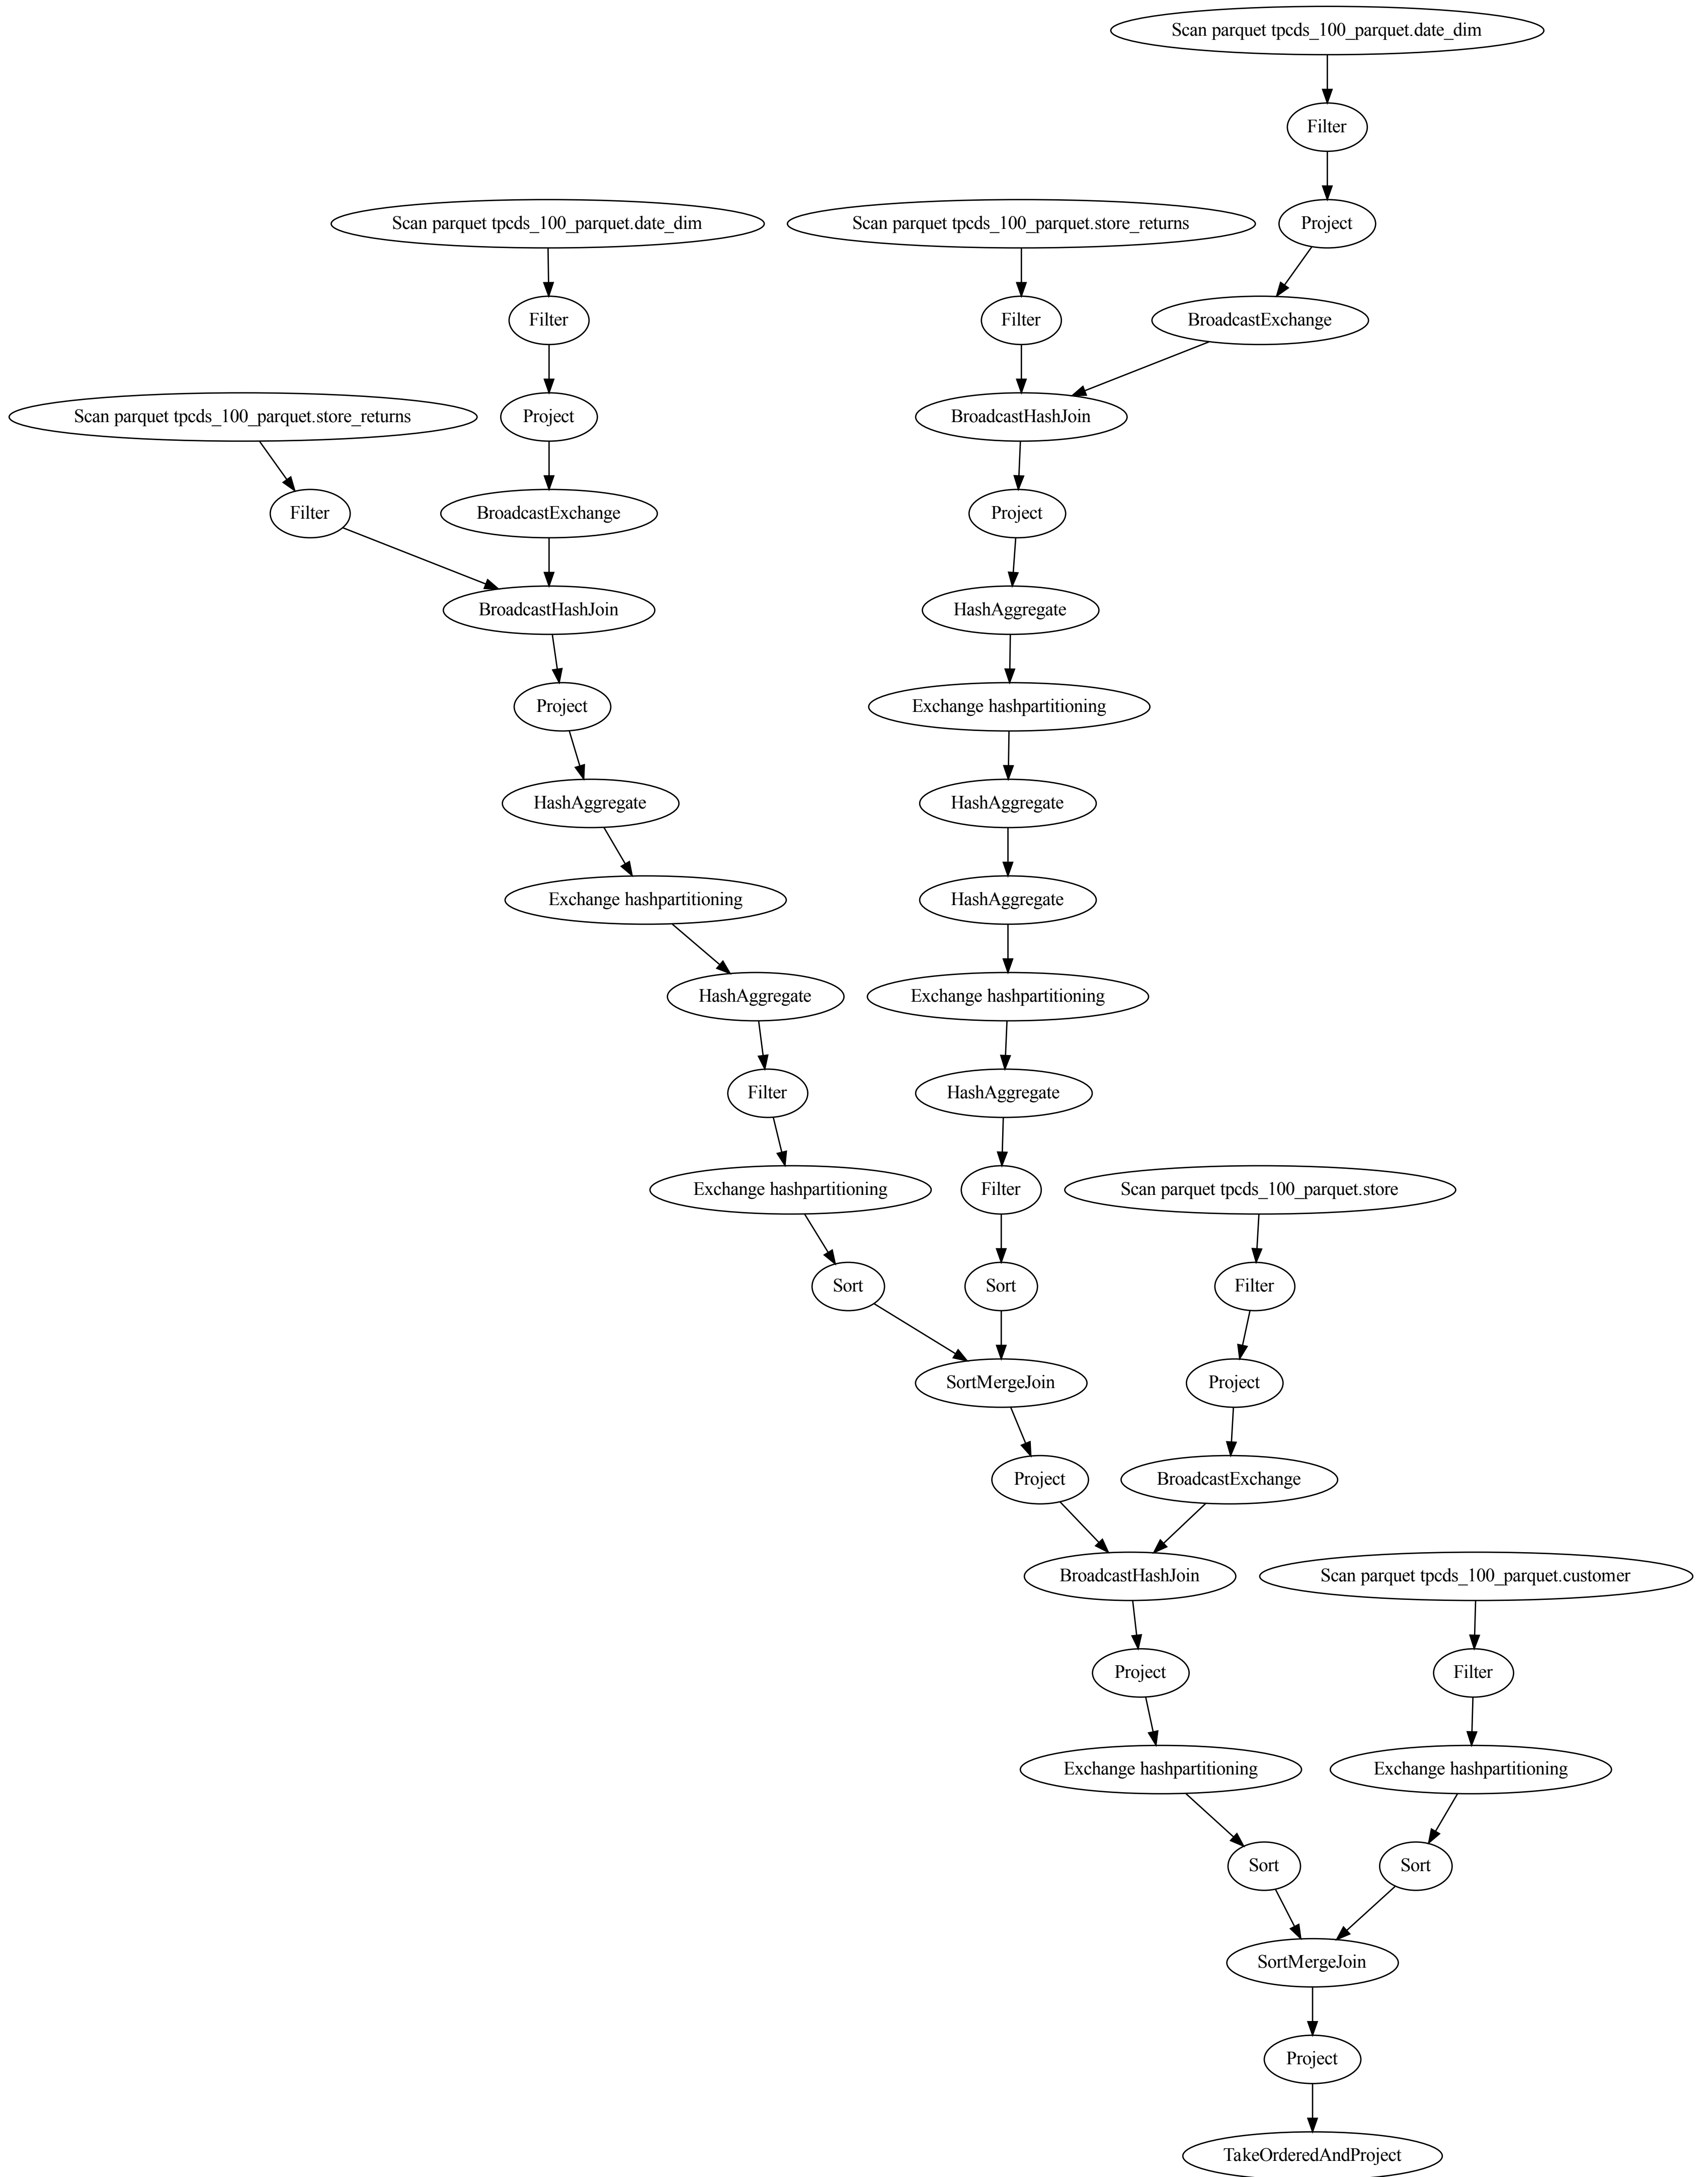 Scan parquet tpcds_100_parquet.date_dim
Filter
Scan parquet tpcds_100_parquet.date_dim
Scan parquet tpcds_100_parquet.store_returns
Project
Filter
Filter
BroadcastExchange
Scan parquet tpcds_100_parquet.store_returns
Project
BroadcastHashJoin
Filter
BroadcastExchange
Project
BroadcastHashJoin
HashAggregate
Project
Exchange hashpartitioning
HashAggregate
HashAggregate
Exchange hashpartitioning
HashAggregate
HashAggregate
Exchange hashpartitioning
Filter
HashAggregate
Exchange hashpartitioning
Filter
Scan parquet tpcds_100_parquet.store
Sort
Sort
Filter
SortMergeJoin
Project
Project
BroadcastExchange
BroadcastHashJoin
Scan parquet tpcds_100_parquet.customer
Project
Filter
Exchange hashpartitioning
Exchange hashpartitioning
Sort
Sort
SortMergeJoin
Project
TakeOrderedAndProject